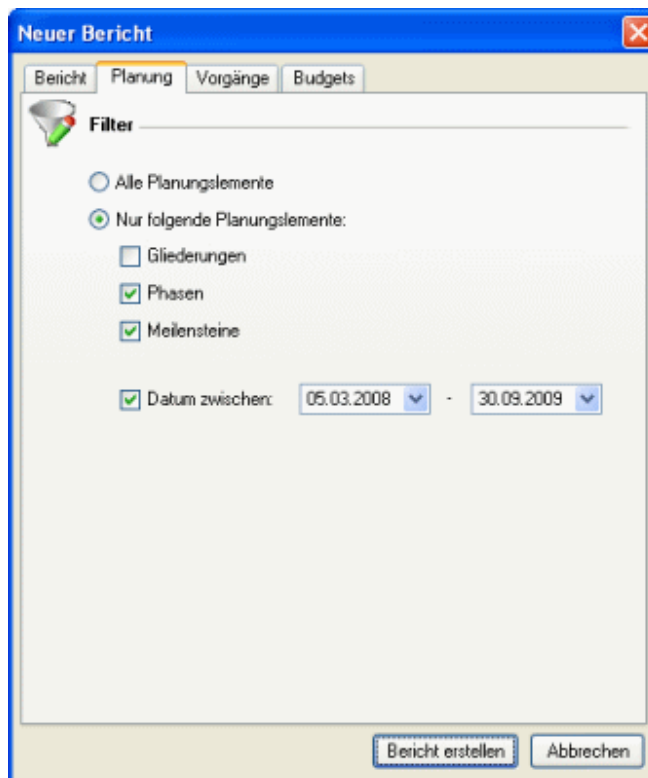 Neuer Bericht
Bericht Planung Vorgänge Budgets
Filter
Alle Planungslemente
Nur folgende Planungslemente:
Gliederungen
Phasen
Meilensteine
Datum zwischen: 05.03.2008 - 30.09.2009
Bericht erstellen Abbrechen